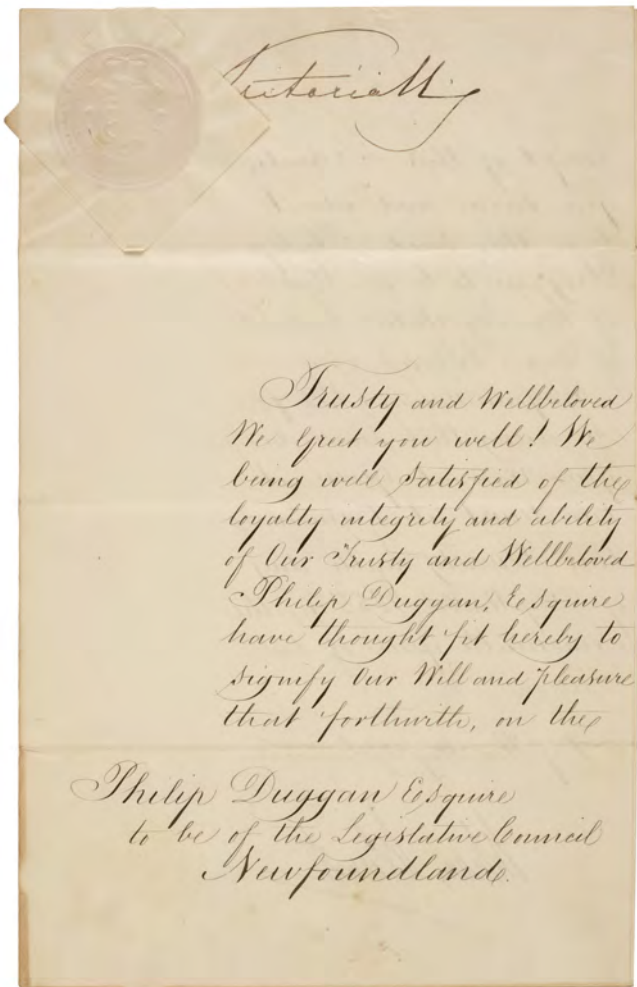 Victoria R
Trusty and Wellbeloved
We Greet you well! We
being well Satisfied of the
loyalty integrity and ability
of Our Trusty and Wellbeloved
Philip Duggan, Esquire
have thought fit hereby to
signify Our Will and pleasure
that forthwith, on the
Philip Duggan Esquire
to be of the Legislative Council
Newfoundland.